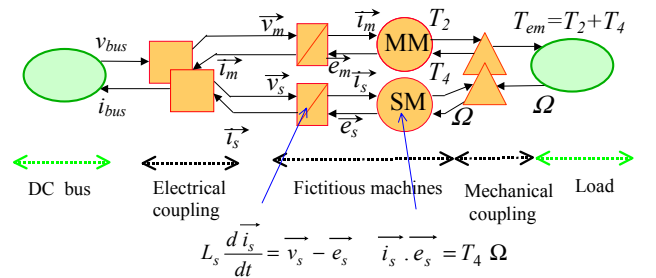 v_bus
i_bus
v_m→
i_m→
v_s→
i_s→
i_m→
e_m→
i_s→
e_s→
MM
SM
T_2
T_4
Ω
T_em=T_2+T_4
Ω
DC bus
Electrical
coupling
Fictitious machines
Mechanical
coupling
Load
L_s d i_s→ / dt = v_s→ − e_s→
i_s→ . e_s→ = T_4 Ω